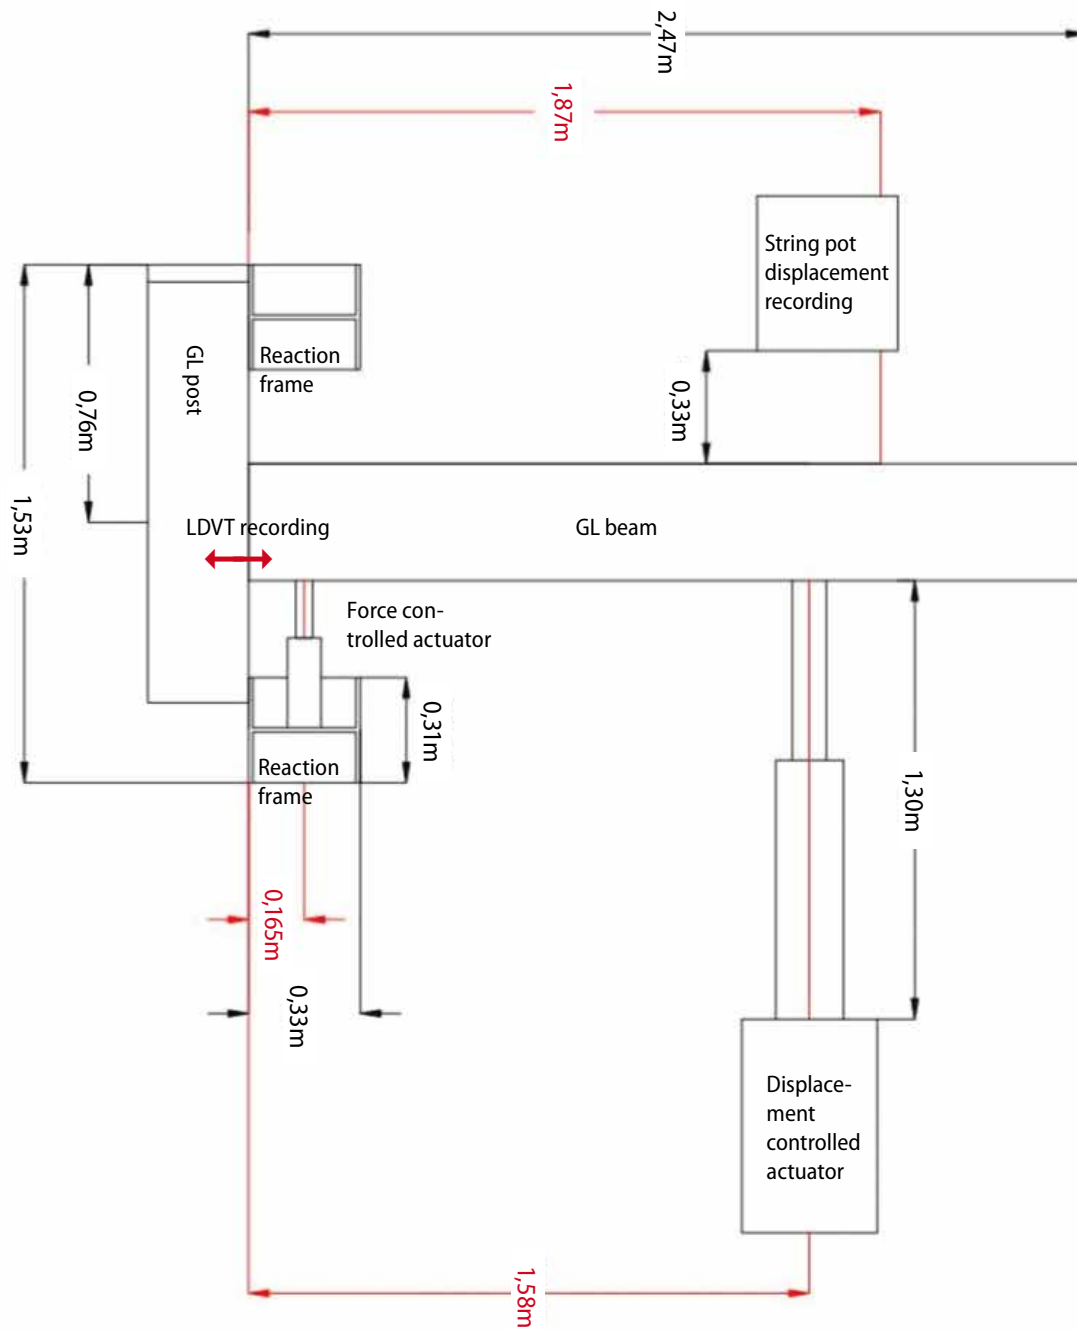 2,47m
1,87m
String pot
displacement
recording
GL post
Reaction
frame
0,76m
0,33m
1,53m
LDVT recording
GL beam
Force con-
trolled actuator
0,31m
Reaction
frame
1,30m
0,165m
0,33m
Displace-
ment
controlled
actuator
1,58m